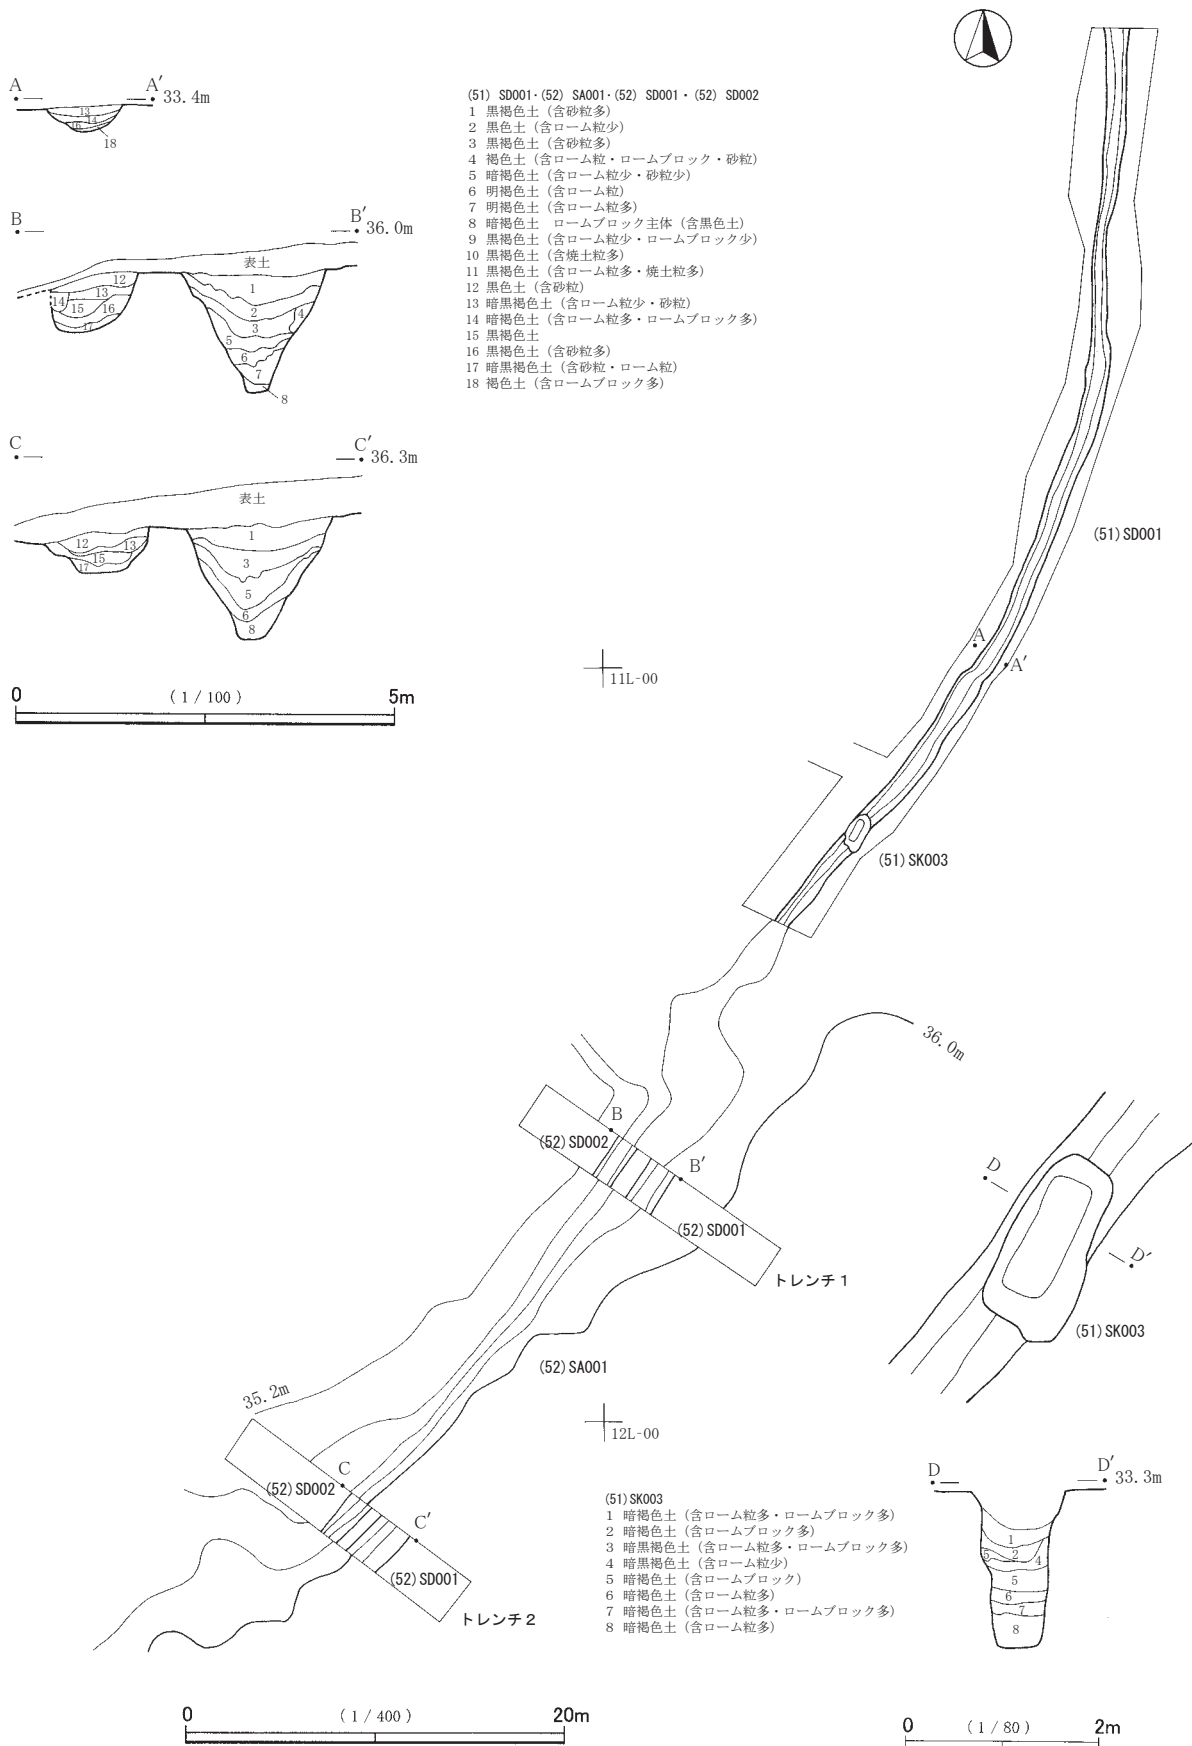 A A′ 33.4m
13
14
16
18
B B′ 36.0m
表土
12
13
14 15 16
17
1
2
3 4
5
6
7
8
C C′ 36.3m
表土
12 13
15
17
1
3
5
6
8
0 (1/100) 5m
(51) SD001・(52) SA001・(52) SD001・(52) SD002
1 黒褐色土（含砂粒多）
2 黒色土（含ローム粒少）
3 黒褐色土（含砂粒多）
4 褐色土（含ローム粒・ロームブロック・砂粒）
5 暗褐色土（含ローム粒少・砂粒少）
6 明褐色土（含ローム粒）
7 明褐色土（含ローム粒多）
8 暗褐色土 ロームブロック主体（含黒色土）
9 黒褐色土（含ローム粒少・ロームブロック少）
10 黒褐色土（含焼土粒多）
11 黒褐色土（含ローム粒多・焼土粒多）
12 黒色土（含砂粒）
13 暗黒褐色土（含ローム粒少・砂粒）
14 暗褐色土（含ローム粒多・ロームブロック多）
15 黒褐色土
16 黒褐色土（含砂粒多）
17 暗黒褐色土（含砂粒・ローム粒）
18 褐色土（含ロームブロック多）
(51)SD001
A
A′
11L-00
(51)SK003
36.0m
B
(52)SD002
B′
(52)SD001
トレンチ1
(52)SA001
35.2m
12L-00
C
(52)SD002
C′
(52)SD001
トレンチ2
D
D′
(51)SK003
(51)SK003
1 暗褐色土（含ローム粒多・ロームブロック多）
2 暗褐色土（含ロームブロック多）
3 暗黒褐色土（含ローム粒多・ロームブロック多）
4 暗黒褐色土（含ローム粒少）
5 暗褐色土（含ロームブロック）
6 暗褐色土（含ローム粒多）
7 暗褐色土（含ローム粒多・ロームブロック多）
8 暗褐色土（含ローム粒多）
D D′ 33.3m
1
5 2 4
5
6
7
8
0 (1/400) 20m
0 (1/80) 2m